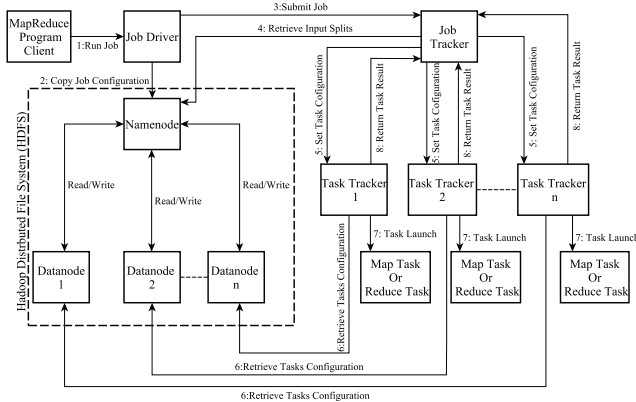 MapReduce
Program
Client
1:Run Job
Job Driver
3:Submit Job
4: Retrieve Input Splits
Job
Tracker
2: Copy Job Configuration
Hadoop Distrbuted File System (HDFS)
Namenode
Read/Write
Read/Write
Read/Write
Datanode
1
Datanode
2
Datanode
n
5: Set Task Cofiguration
8: Return Task Result
5: Set Task Cofiguration
8: Return Task Result
5: Set Task Cofiguration
8: Return Task Result
Task Tracker
1
Task Tracker
2
Task Tracker
n
7: Task Launch
7: Task Launch
7: Task Launch
Map Task
Or
Reduce Task
Map Task
Or
Reduce Task
Map Task
Or
Reduce Task
6:Retrieve Tasks Configuration
6:Retrieve Tasks Configuration
6:Retrieve Tasks Configuration